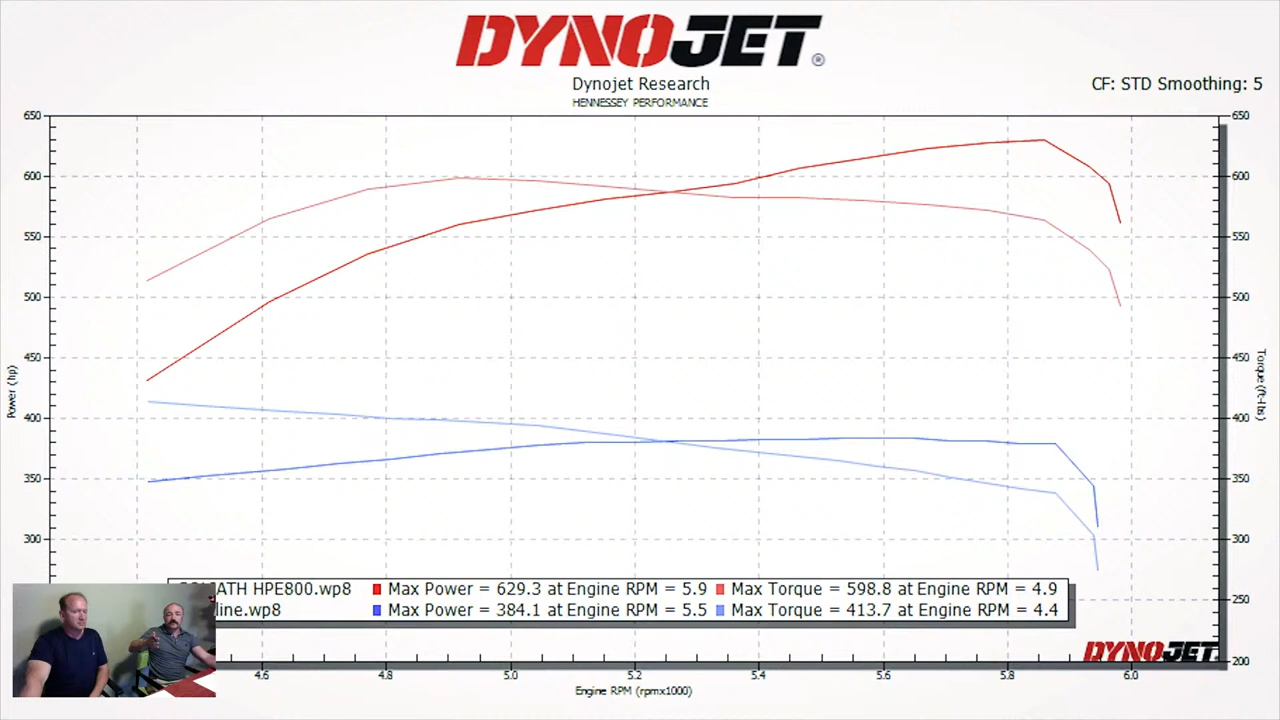 DYNOJET®
Dynojet Research
HENNESSEY PERFORMANCE
CF: STD Smoothing: 5
650
600
550
500
450
400
350
300
Power (hp)
650
600
550
500
450
400
350
300
250
200
Torque (ft-lbs)
ATH HPE800.wp8 Max Power = 629.3 at Engine RPM = 5.9 Max Torque = 598.8 at Engine RPM = 4.9
line.wp8 Max Power = 384.1 at Engine RPM = 5.5 Max Torque = 413.7 at Engine RPM = 4.4
DYNOJET
4.6 4.8 5.0 5.2 5.4 5.6 5.8 6.0
Engine RPM (rpmx1000)